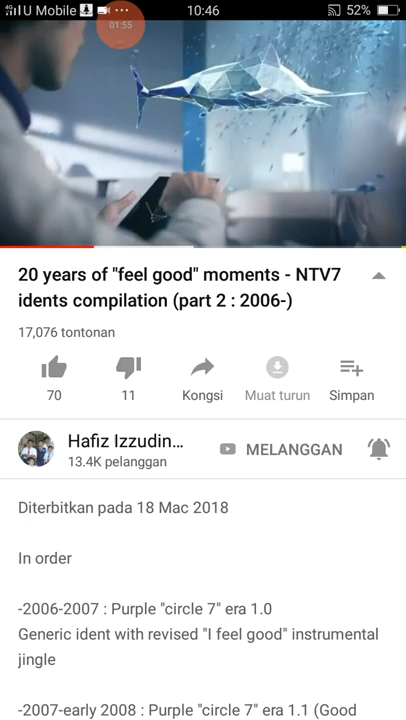 4G U Mobile ... 10:46 52%
01:55
20 years of "feel good" moments - NTV7
idents compilation (part 2 : 2006-)
17,076 tontonan
70 11 Kongsi Muat turun Simpan
Hafiz Izzudin... MELANGGAN
13.4K pelanggan
Diterbitkan pada 18 Mac 2018
In order
-2006-2007 : Purple "circle 7" era 1.0
Generic ident with revised "I feel good" instrumental
jingle
-2007-early 2008 : Purple "circle 7" era 1.1 (Good